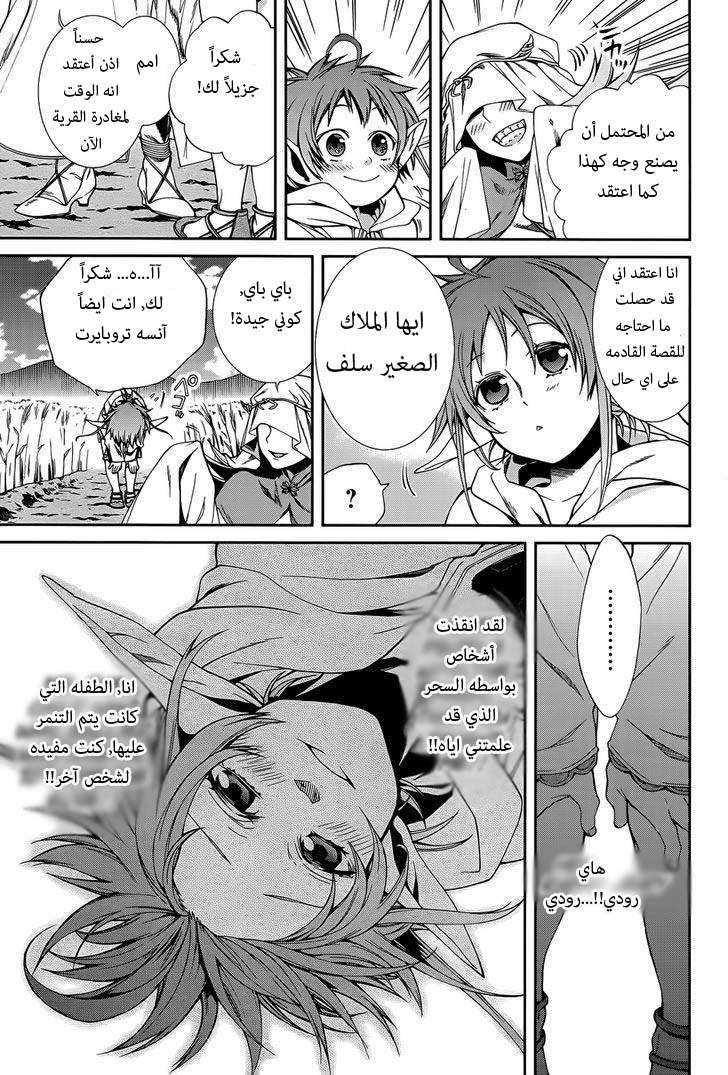 من المحتمل أن
يصنع وجه كهذا
كما اعتقد
شكراً
جزيلاً لك!
امم
حسناً
اذن أعتقد
انه الوقت
لمغادرة القرية
الآن
انا اعتقد اني
قد حصلت
ما احتاجه
للقصة القادمه
على اي حال
ايها الملاك
الصغير سلف
؟
باي باي,
كوني جيدة!
آآ...ه... شكراً
لك, انت ايضاً
آنسه تروبايرت
ペコっ
..........
هاي
رودي!!...رودي
لقد انقذت
أشخاص
بواسطه السحر
الذي قد
علمتني اياه!!
انا, الطفله التي
كانت يتم التنمر
عليها, كنت مفيده
لشخص آخر!!